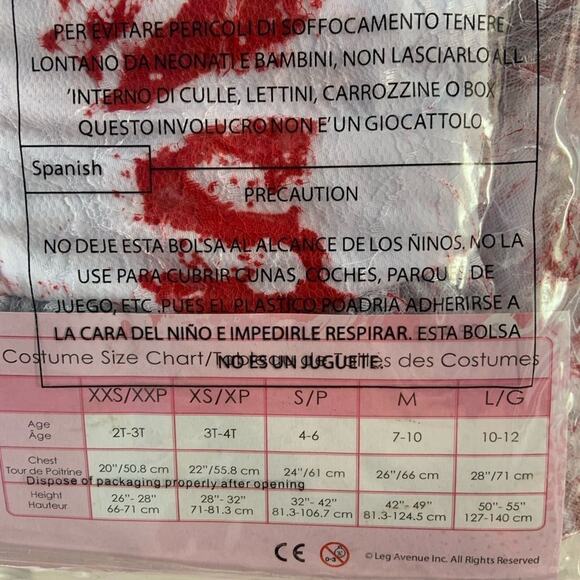 PER EVITARE PERICOLI DI SOFFOCAMENTO TENERE
LONTANO DA NEONATI E BAMBINI, NON LASCIARLO ALL
'INTERNO DI CULLE, LETTINI, CARROZZINE O BOX
QUESTO INVOLUCRO NON E' UN GIOCATTOLO
Spanish
PRECAUTION
NO DEJE ESTA BOLSA AL ALCANCE DE LOS ÑINOS. NO LA
USE PARA CUBRIR CUNAS, COCHES, PARQUES DE
JUEGO, ETC .PUES EL PLASTICO POADRIA ADHERIRSE A
LA CARA DEL NIÑO E IMPEDIRLE RESPIRAR. ESTA BOLSA
NO ES UN JUGUETE.
Costume Size Chart/Tableau de Tailles des Costumes
XXS/XXP XS/XP S/P M L/G
Age
Âge 2T-3T 3T-4T 4-6 7-10 10-12
Chest
Tour de Poitrine 20"/50.8 cm 22"/55.8 cm 24"/61 cm 26"/66 cm 28"/71 cm
Dispose of packaging properly after opening
Height 26"- 28" 28"- 32" 32"- 42" 42"- 49" 50"- 55"
Hauteur 66-71 cm 71-81.3 cm 81.3-106.7 cm 81.3-124.5 cm 127-140 cm
CE 0-3 © Leg Avenue Inc. All Rights Reserved